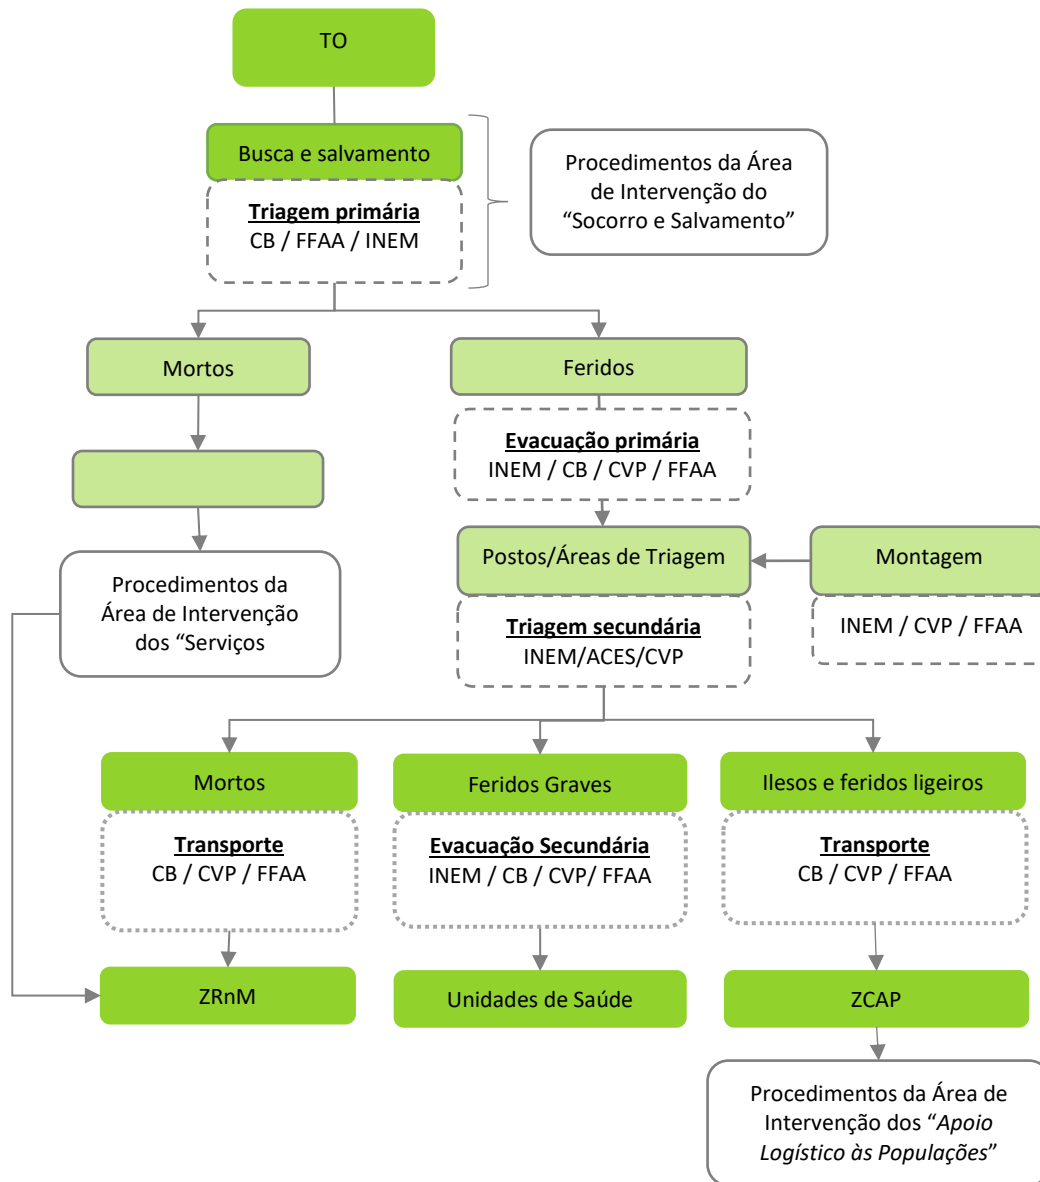 TO
Busca e salvamento
Triagem primária
CB / FFAA / INEM
Procedimentos da Área
de Intervenção do
“Socorro e Salvamento”
Mortos
Feridos
Evacuação primária
INEM / CB / CVP / FFAA
Postos/Áreas de Triagem
Montagem
Procedimentos da
Área de Intervenção
dos “Serviços
Triagem secundária
INEM/ACES/CVP
INEM / CVP / FFAA
Mortos
Feridos Graves
Ilesos e feridos ligeiros
Transporte
CB / CVP / FFAA
Evacuação Secundária
INEM / CB / CVP/ FFAA
Transporte
CB / CVP / FFAA
ZRnM
Unidades de Saúde
ZCAP
Procedimentos da Área de
Intervenção dos “Apoio
Logístico às Populações”